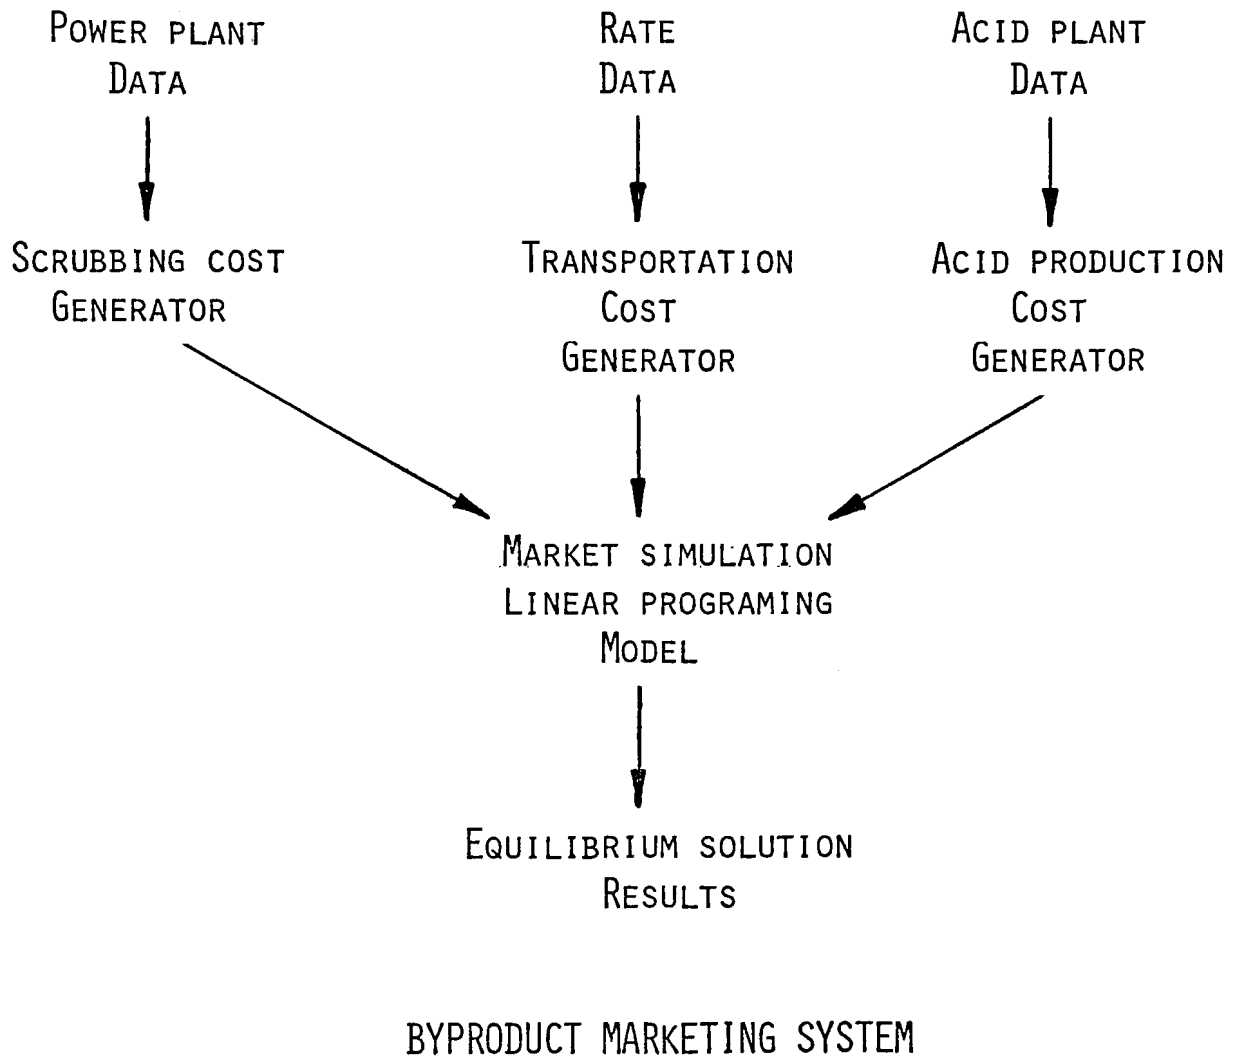 POWER PLANT
DATA
RATE
DATA
ACID PLANT
DATA
SCRUBBING COST
GENERATOR
TRANSPORTATION
COST
GENERATOR
ACID PRODUCTION
COST
GENERATOR
MARKET SIMULATION
LINEAR PROGRAMING
MODEL
EQUILIBRIUM SOLUTION
RESULTS
BYPRODUCT MARKETING SYSTEM